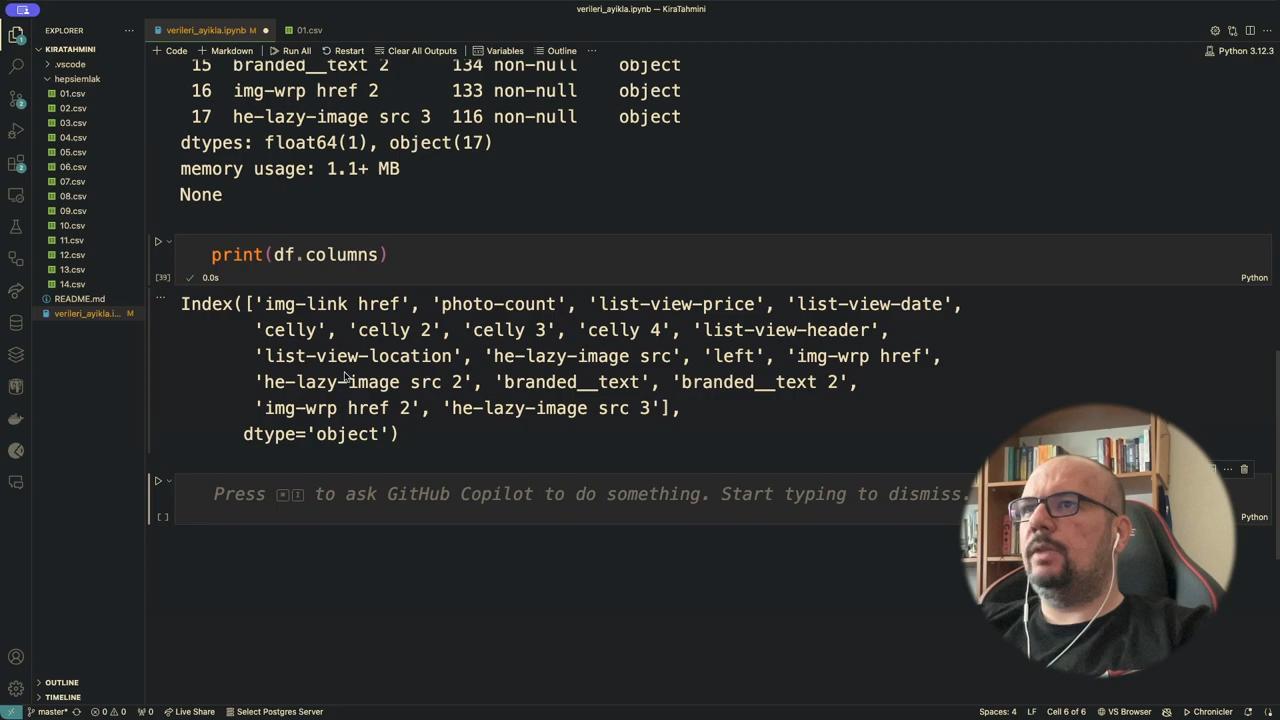 verileri_ayikla.ipynb — KiraTahmini
EXPLORER
verileri_ayikla.ipynb M
01.csv
KIRATAHMINI
.vscode
hepsiemlak
01.csv
02.csv
03.csv
04.csv
05.csv
06.csv
07.csv
08.csv
09.csv
10.csv
11.csv
12.csv
13.csv
14.csv
README.md
verileri_ayikla.i... M
OUTLINE
TIMELINE
+ Code + Markdown Run All Restart Clear All Outputs Variables Outline ... Python 3.12.3
15 branded__text 2 134 non-null object
16 img-wrp href 2 133 non-null object
17 he-lazy-image src 3 116 non-null object
dtypes: float64(1), object(17)
memory usage: 1.1+ MB
None
print(df.columns)
[39] 0.0s Python
Index(['img-link href', 'photo-count', 'list-view-price', 'list-view-date',
'celly', 'celly 2', 'celly 3', 'celly 4', 'list-view-header',
'list-view-location', 'he-lazy-image src', 'left', 'img-wrp href',
'he-lazy-image src 2', 'branded__text', 'branded__text 2',
'img-wrp href 2', 'he-lazy-image src 3'],
dtype='object')
Press ⌘ I to ask GitHub Copilot to do something. Start typing to dismiss.
[ ] Python
master* 0 0 0 Live Share Select Postgres Server Spaces: 4 LF Cell 6 of 6 VS Browser Chronicler